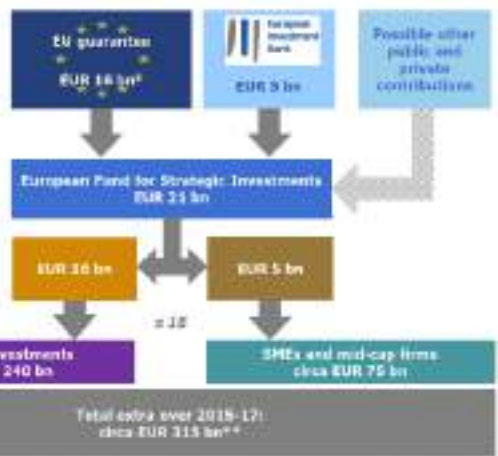 EU guarantee
EUR 16 bn*
European
Investment
Bank
EUR 5 bn
Possible other
public and
private
contributions
European Fund for Strategic Investments
EUR 21 bn
EUR 16 bn
EUR 5 bn
x 15
vestments
240 bn
SMEs and mid-cap firms
circa EUR 75 bn
Total extra over 2015-17:
circa EUR 315 bn**